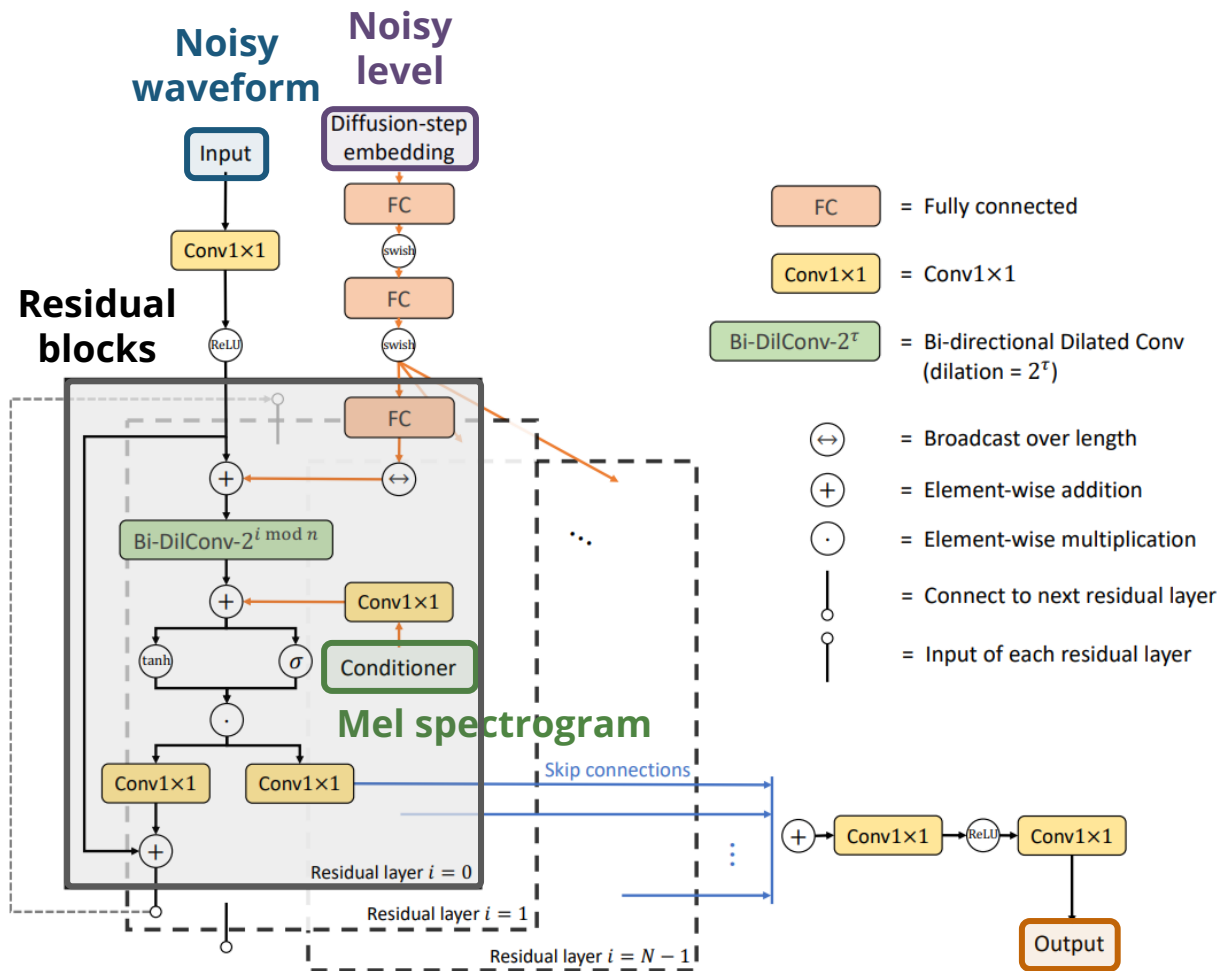 Noisy
waveform
Noisy
level
Input
Diffusion-step
embedding
FC
swish
FC
swish
Conv1×1
ReLU
Residual
blocks
FC
↔
+
Bi-DilConv-2^{i mod n}
+
Conv1×1
Conditioner
Mel spectrogram
tanh
σ
·
Conv1×1
Conv1×1
+
Residual layer i = 0
Residual layer i = 1
Residual layer i = N − 1
...
Skip connections
⋮
+
Conv1×1
ReLU
Conv1×1
Output
FC = Fully connected
Conv1×1 = Conv1×1
Bi-DilConv-2^τ = Bi-directional Dilated Conv
(dilation = 2^τ)
↔ = Broadcast over length
+ = Element-wise addition
· = Element-wise multiplication
= Connect to next residual layer
= Input of each residual layer